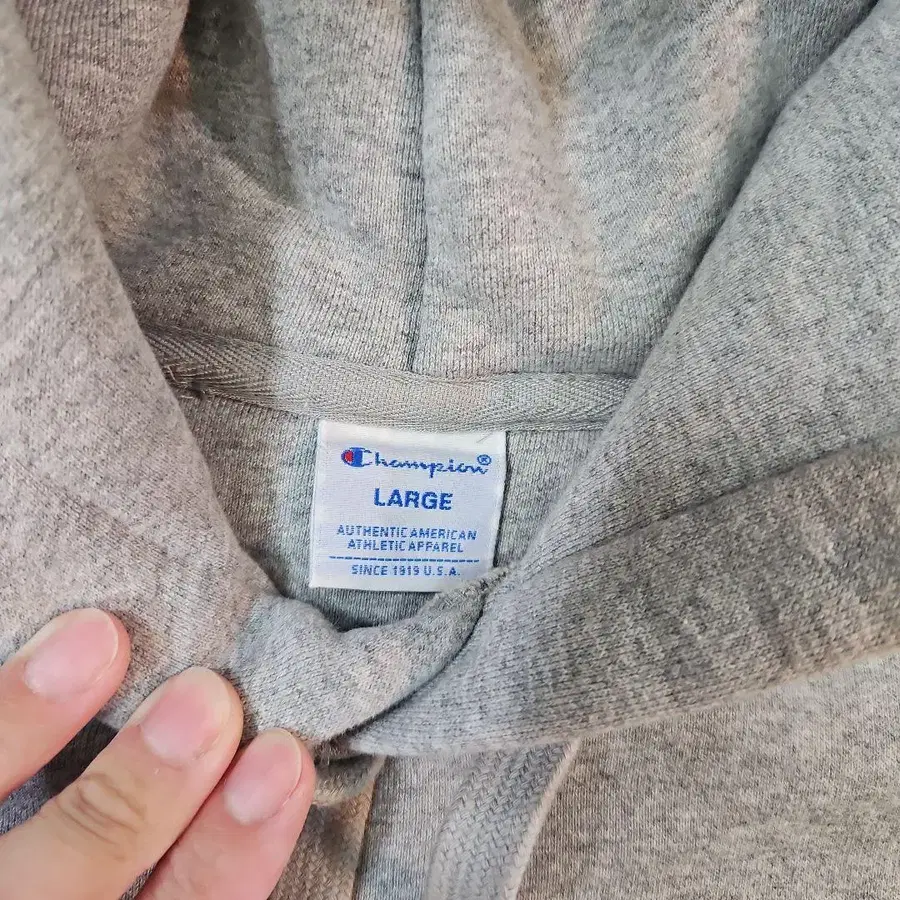 Champion®
LARGE
AUTHENTIC AMERICAN
ATHLETIC APPAREL
SINCE 1919 U.S.A.